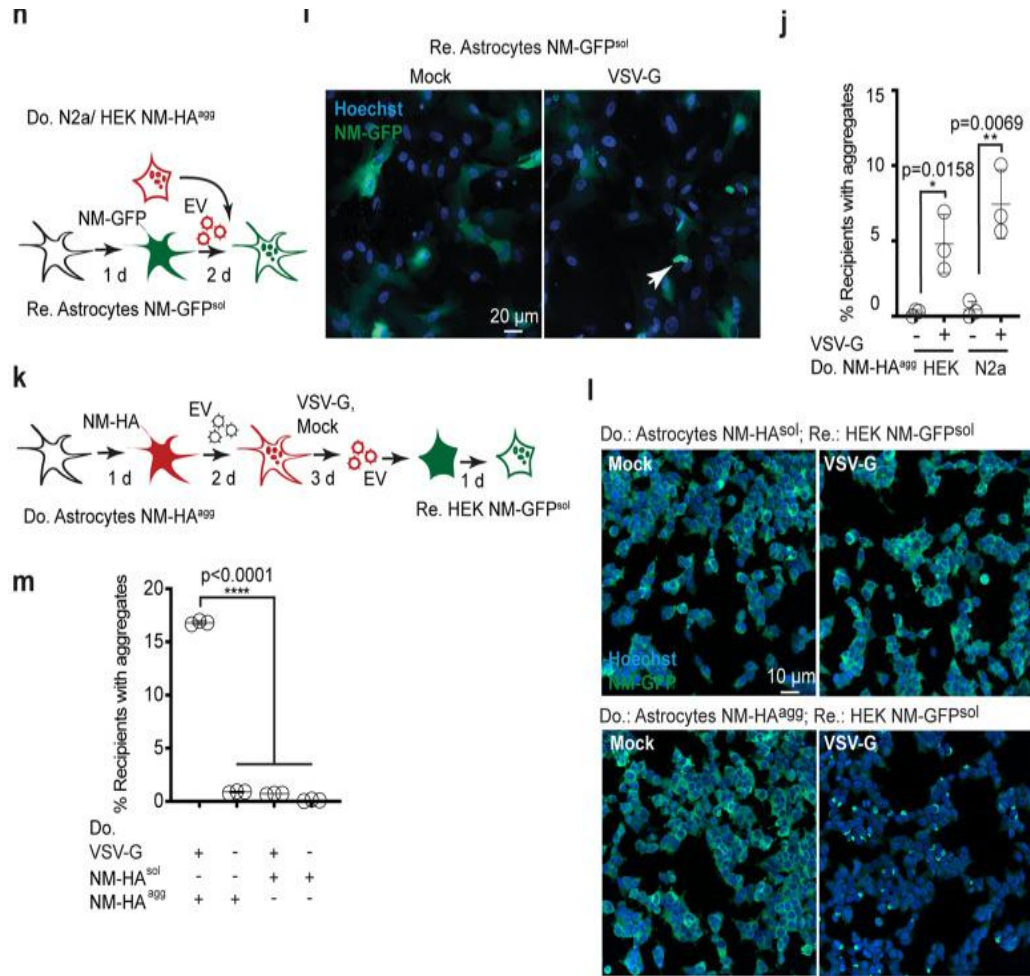 h
i
Re. Astrocytes NM-GFPsol
Mock
VSV-G
Hoechst
NM-GFP
20 µm
Do. N2a/ HEK NM-HAagg
NM-GFP
EV
1 d
2 d
Re. Astrocytes NM-GFPsol
j
% Recipients with aggregates
15
10
5
0
p=0.0158
*
p=0.0069
**
VSV-G
- + - +
Do. NM-HAagg HEK N2a
k
NM-HA
EV
VSV-G,
Mock
1 d
2 d
3 d
EV
1 d
Do. Astrocytes NM-HAagg
Re. HEK NM-GFPsol
l
Do.: Astrocytes NM-HAsol; Re.: HEK NM-GFPsol
Mock
VSV-G
Hoechst
NM-GFP
10 µm
Do.: Astrocytes NM-HAagg; Re.: HEK NM-GFPsol
Mock
VSV-G
m
% Recipients with aggregates
20
15
5
0
p<0.0001
****
Do.
VSV-G + - + -
NM-HAsol - - + +
NM-HAagg + + - -